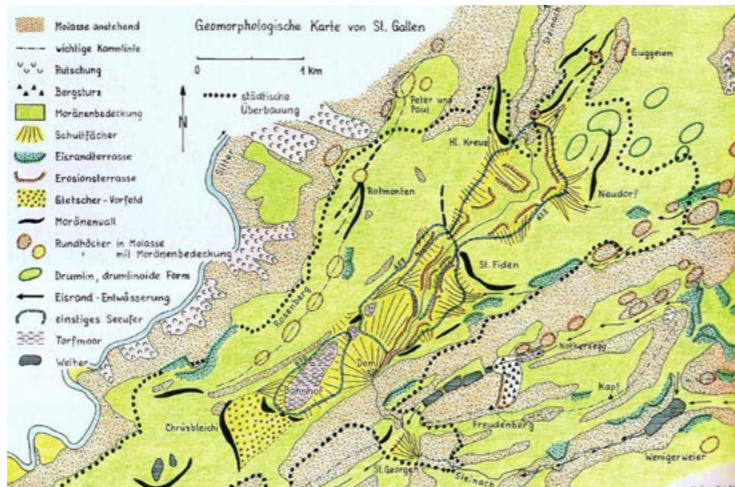 Geomorphologische Karte von St. Gallen
0
1 km
N
städtische
Überbauung
Molasse anstehend
wichtige Kammlinie
Rutschung
Bergsturz
Moränenbedeckung
Schuttfächer
Eisrandterrasse
Erosionsterrasse
Gletscher-Vorfeld
Moränenwall
Rundhöcker in Molasse
" mit Moränenbedeckung
Drumlin, drumlinoide Form
Eisrand-Entwässerung
einstiges Seeufer
Torfmoor
Weiher
Steinach
Guggeien
Peter und
Paul
Hl. Kreuz
Sitter
Rotmonten
Neudorf
St. Fiden
Rosenberg
Dom
Bahnhof
Nothersegg
Kapf
Freudenberg
Chrüzbleichi
St. Georgen
Steinach
Wenigerweier